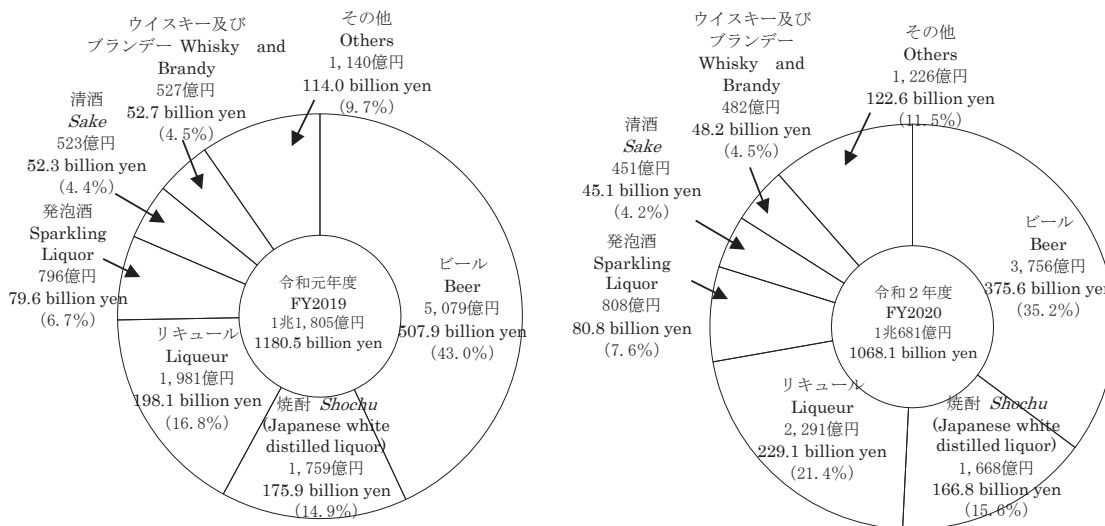 ウイスキー及び
ブランデー Whisky and
Brandy
527億円
52.7 billion yen
(4.5%)
その他
Others
1,140億円
114.0 billion yen
(9.7%)
清酒
Sake
523億円
52.3 billion yen
(4.4%)
発泡酒
Sparkling
Liquor
796億円
79.6 billion yen
(6.7%)
令和元年度
FY2019
1兆1,805億円
1180.5 billion yen
ビール
Beer
5,079億円
507.9 billion yen
(43.0%)
リキュール
Liqueur
1,981億円
198.1 billion yen
(16.8%)
焼酎 Shochu
(Japanese white
distilled liquor)
1,759億円
175.9 billion yen
(14.9%)
ウイスキー及び
ブランデー
Whisky and
Brandy
482億円
48.2 billion yen
(4.5%)
その他
Others
1,226億円
122.6 billion yen
(11.5%)
清酒
Sake
451億円
45.1 billion yen
(4.2%)
発泡酒
Sparkling
Liquor
808億円
80.8 billion yen
(7.6%)
令和2年度
FY2020
1兆681億円
1068.1 billion yen
ビール
Beer
3,756億円
375.6 billion yen
(35.2%)
リキュール
Liqueur
2,291億円
229.1 billion yen
(21.4%)
焼酎 Shochu
(Japanese white
distilled liquor)
1,668億円
166.8 billion yen
(15.6%)